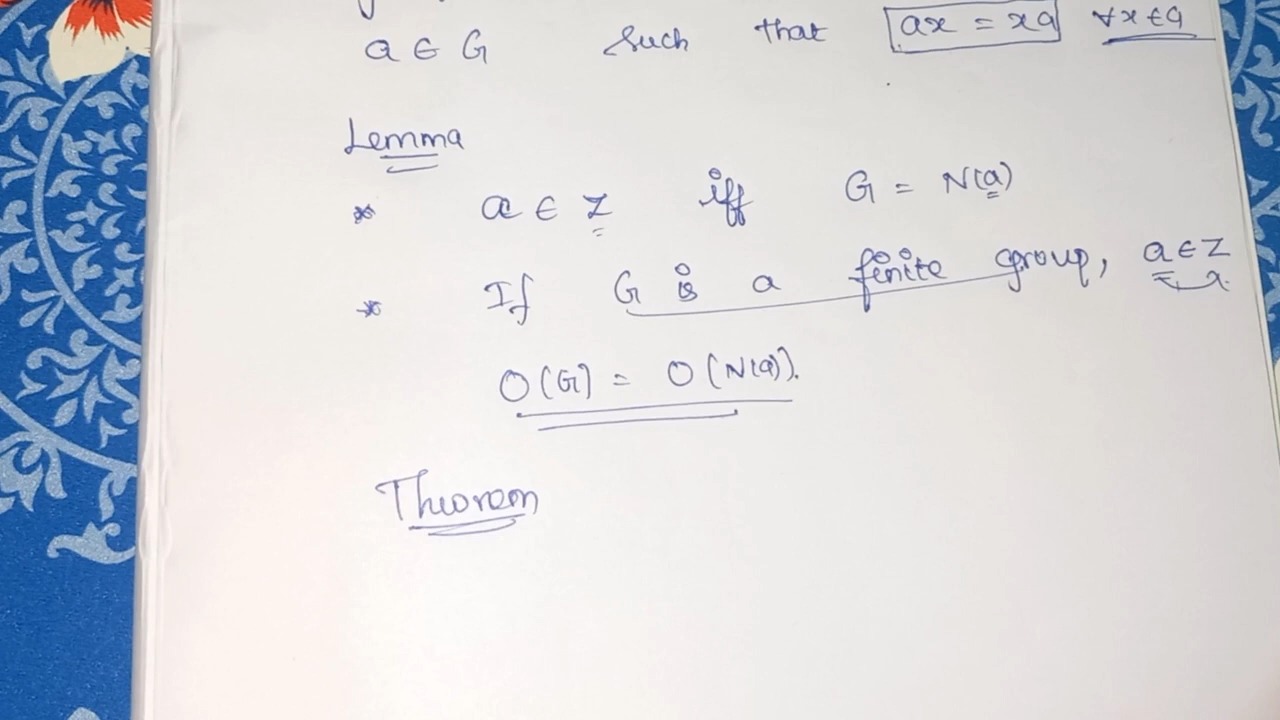 a ∈ G such that ax = xa ∀x∈G
Lemma
* a ∈ Z iff G = N(a)
* If G is a finite group, a∈Z
O(G) = O(N(a)).
Theorem